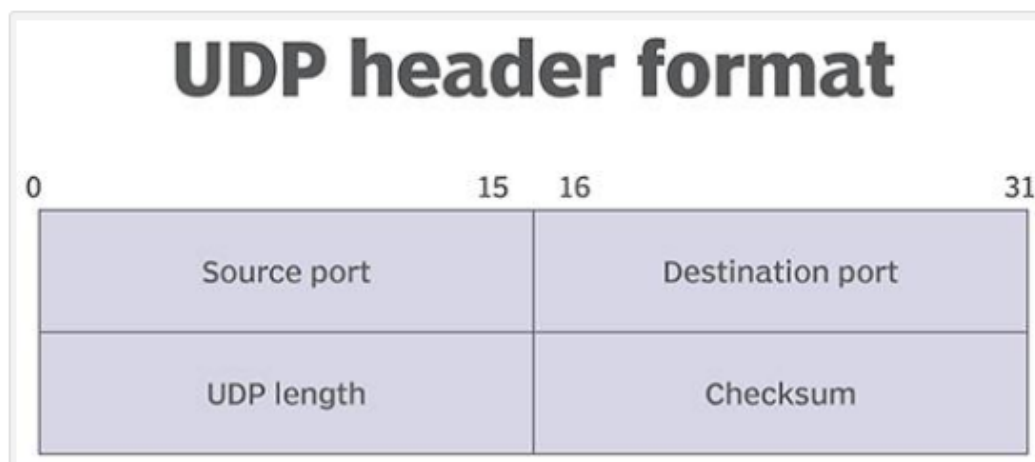 UDP header format
0 15 16 31
Source port Destination port
UDP length Checksum